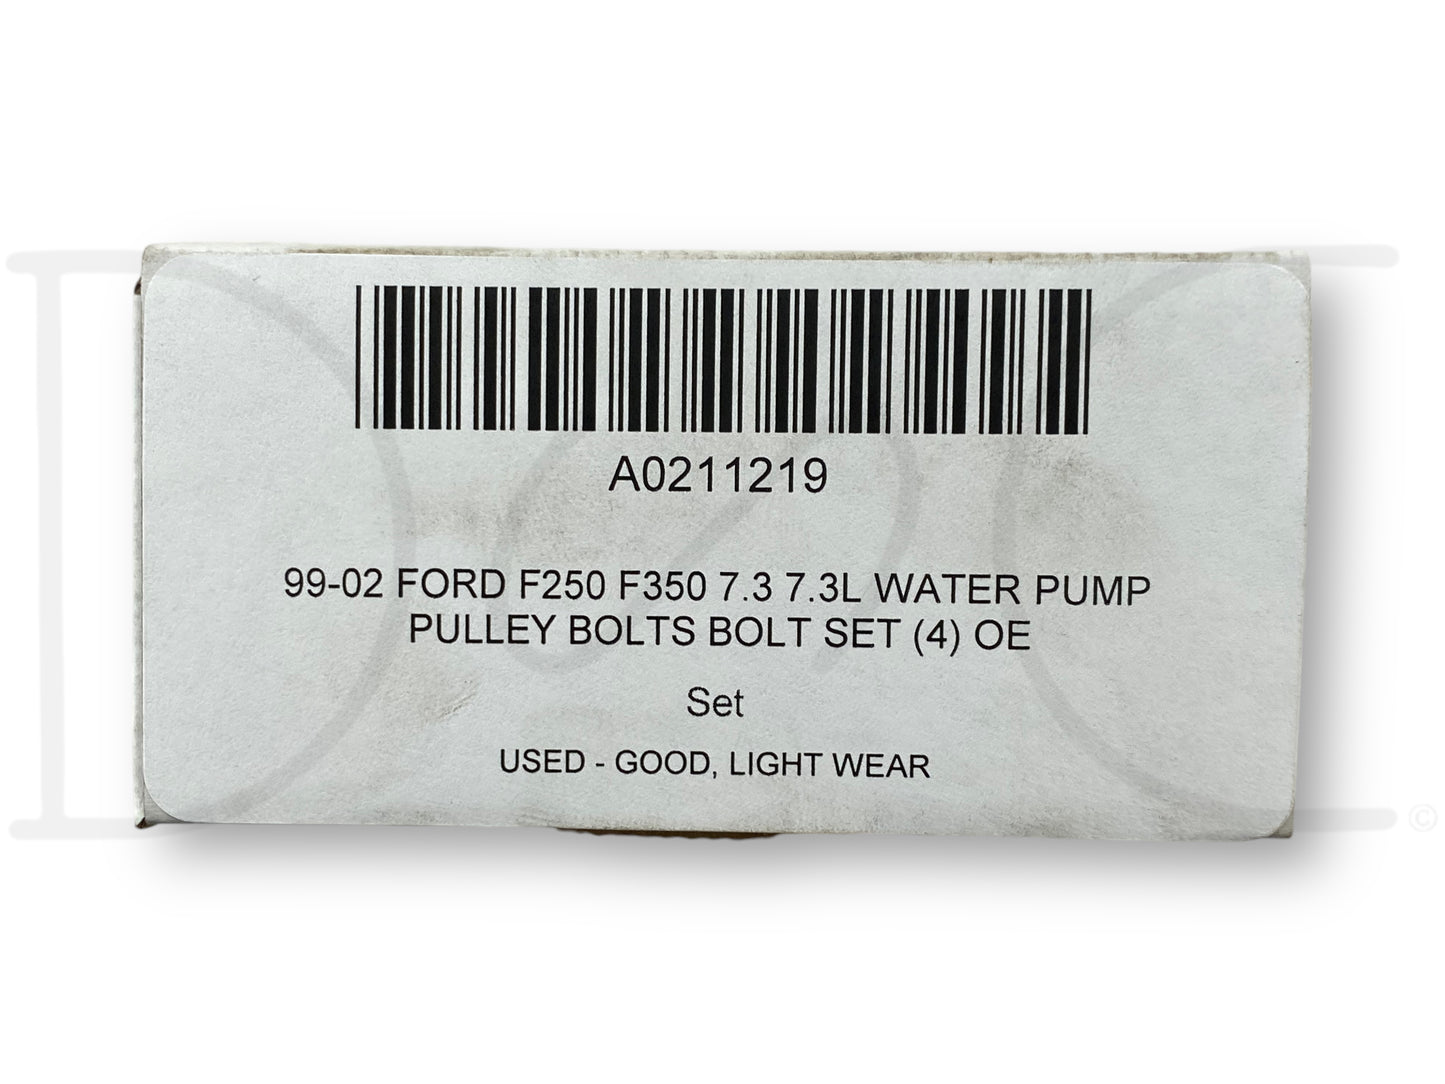 A0211219
99-02 FORD F250 F350 7.3 7.3L WATER PUMP
PULLEY BOLTS BOLT SET (4) OE
Set
USED - GOOD, LIGHT WEAR
©